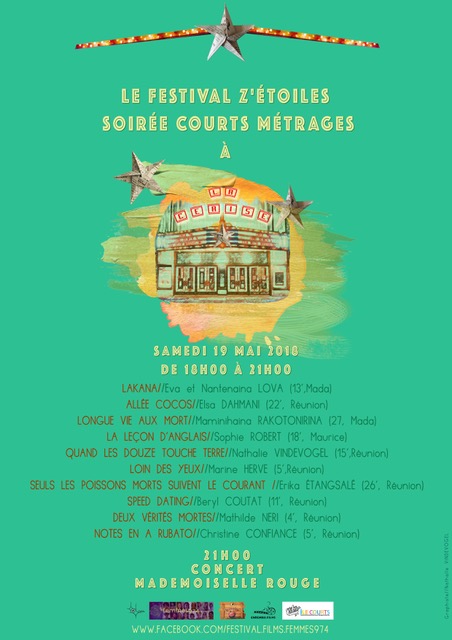 LE FESTIVAL Z'ÉTOILES
SOIRÉE COURTS MÉTRAGES
À
LA
CERISE
SAMEDI 19 MAI 2018
DE 18H00 À 21H00
LAKANA//Eva et Nantenaina LOVA (13',Mada)
ALLÉE COCOS//Elsa DAHMANI (22', Réunion)
LONGUE VIE AUX MORT//Maminihaina RAKOTONIRINA (27, Mada)
LA LEÇON D'ANGLAIS//Sophie ROBERT (18', Maurice)
QUAND LES DOUZE TOUCHE TERRE//Nathalie VINDEVOGEL (15',Réunion)
LOIN DES YEUX//Marine HERVE (5',Réunion)
SEULS LES POISSONS MORTS SUIVENT LE COURANT //Erika ÉTANGSALÉ (26', Réunion)
SPEED DATING//Beryl COUTAT (11', Réunion)
DEUX VÉRITÉS MORTES//Mathilde NERI (4', Réunion)
NOTES EN A RUBATO//Christine CONFIANCE (5', Réunion)
21H00
CONCERT
MADEMOISELLE ROUGE
WWW.FACEBOOK.COM/FESTIVAL.FILMS.FEMMES974